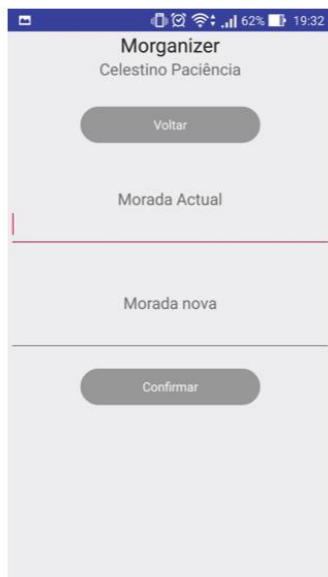 62% 19:32
Morganizer
Celestino Paciência
Voltar
Morada Actual
Morada nova
Confirmar